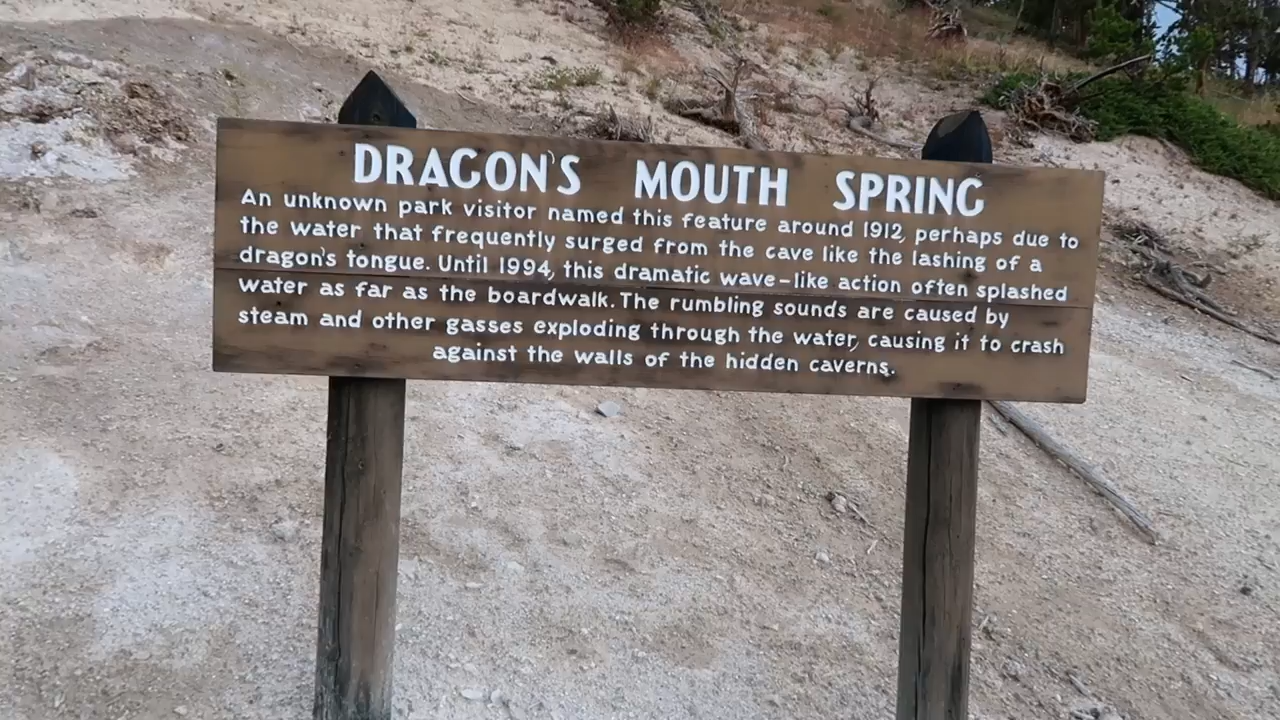 DRAGON'S MOUTH SPRING
An unknown park visitor named this feature around 1912, perhaps due to
the water that frequently surged from the cave like the lashing of a
dragon's tongue. Until 1994, this dramatic wave-like action often splashed
water as far as the boardwalk. The rumbling sounds are caused by
steam and other gasses exploding through the water, causing it to crash
against the walls of the hidden caverns.